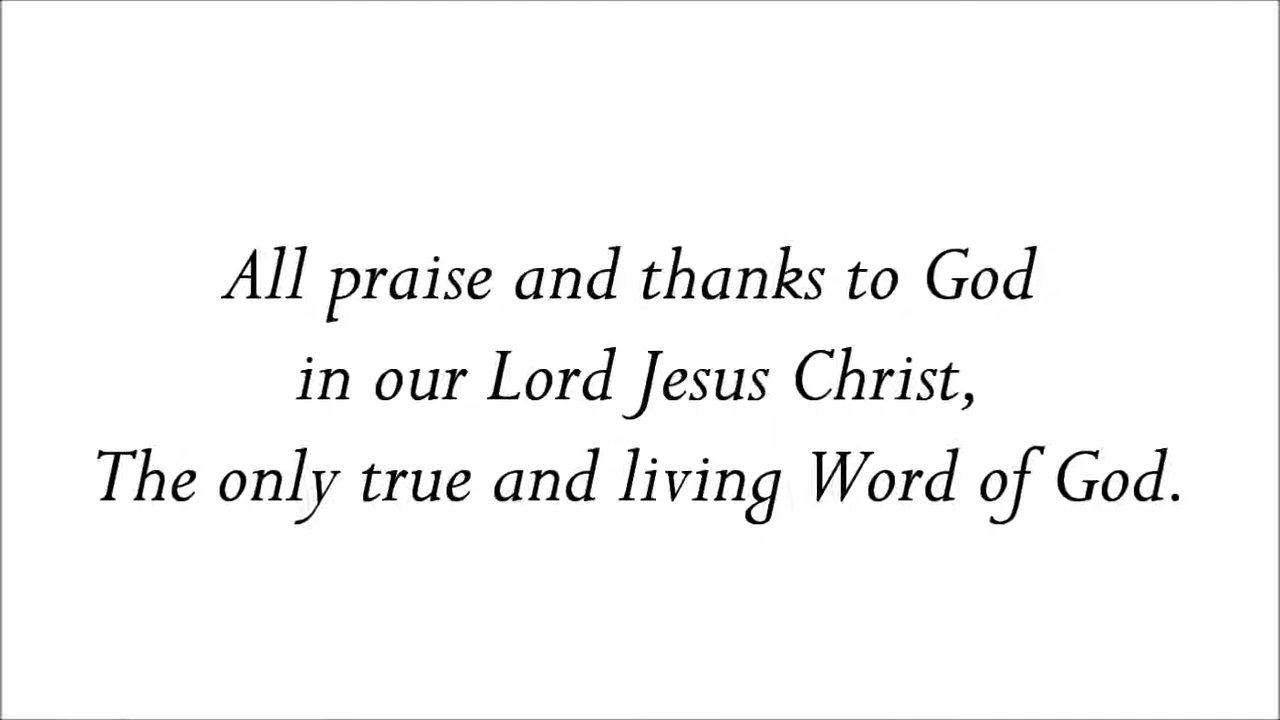 All praise and thanks to God
in our Lord Jesus Christ,
The only true and living Word of God.